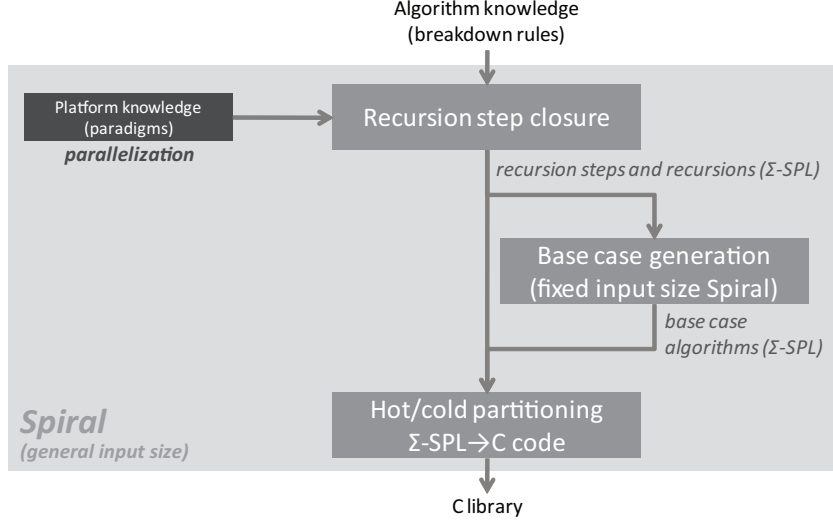 Algorithm knowledge
(breakdown rules)
Platform knowledge
(paradigms)
parallelization
Recursion step closure
recursion steps and recursions (Σ-SPL)
Base case generation
(fixed input size Spiral)
base case
algorithms (Σ-SPL)
Hot/cold partitioning
Σ-SPL→C code
Spiral
(general input size)
C library